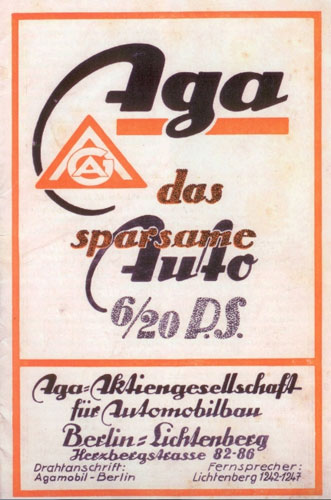 Aga
AGA
das
sparsame
Auto
6/20 P.S.
Aga=Aktiengesellschaft
für Automobilbau
Berlin=Lichtenberg
Herzbergstrasse 82-86
Drahtanschrift: Fernsprecher:
Agamobil-Berlin Lichtenberg 1242-1247